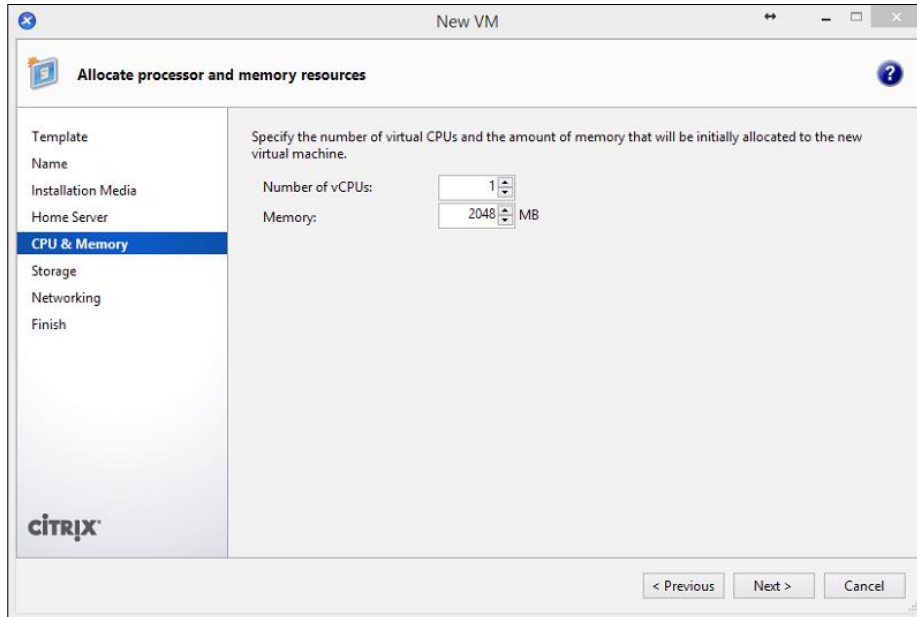 New VM
Allocate processor and memory resources
?
Template
Name
Installation Media
Home Server
CPU & Memory
Storage
Networking
Finish
Specify the number of virtual CPUs and the amount of memory that will be initially allocated to the new
virtual machine.
Number of vCPUs: 1
Memory: 2048 MB
CİTRIX
< Previous Next > Cancel